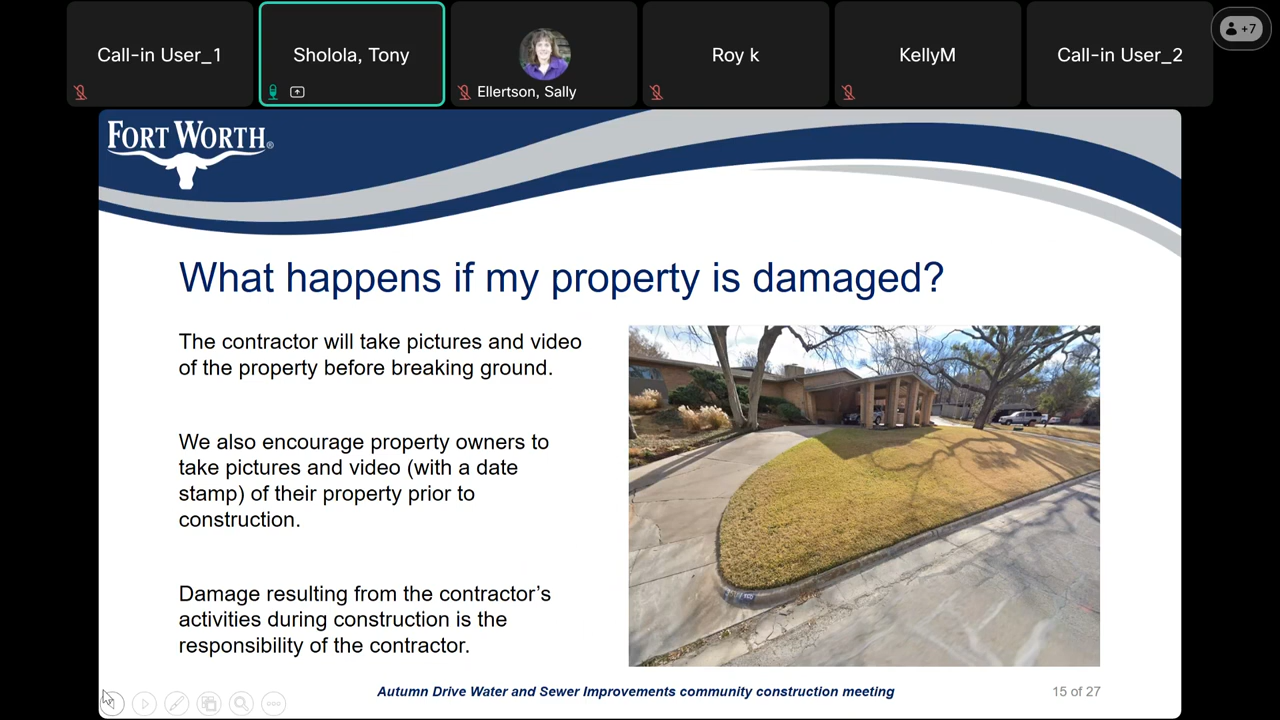 Call-in User_1
Sholola, Tony
Ellertson, Sally
Roy k
KellyM
Call-in User_2
+7
FORT WORTH®
What happens if my property is damaged?
The contractor will take pictures and video
of the property before breaking ground.
We also encourage property owners to
take pictures and video (with a date
stamp) of their property prior to
construction.
Damage resulting from the contractor’s
activities during construction is the
responsibility of the contractor.
Autumn Drive Water and Sewer Improvements community construction meeting
15 of 27